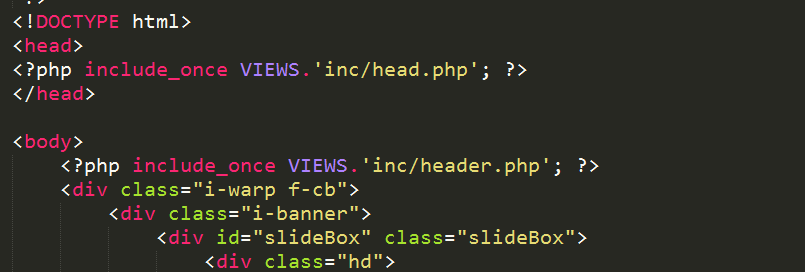 ?>
<!DOCTYPE html>
<head>
<?php include_once VIEWS.'inc/head.php'; ?>
</head>
<body>
<?php include_once VIEWS.'inc/header.php'; ?>
<div class="i-warp f-cb">
<div class="i-banner">
<div id="slideBox" class="slideBox">
<div class="hd">